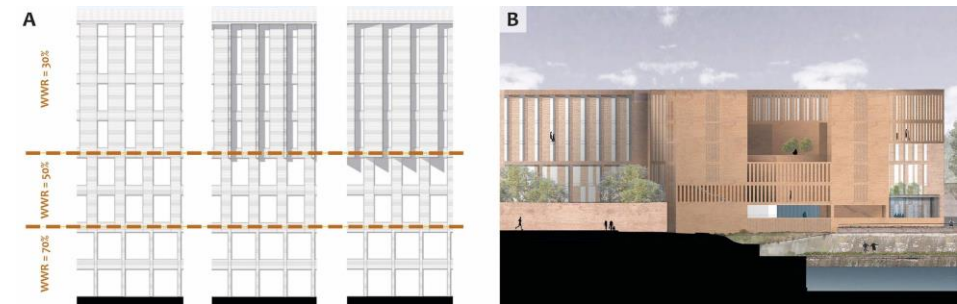 A
WWR = 30%
WWR = 50%
WWR = 70%
B